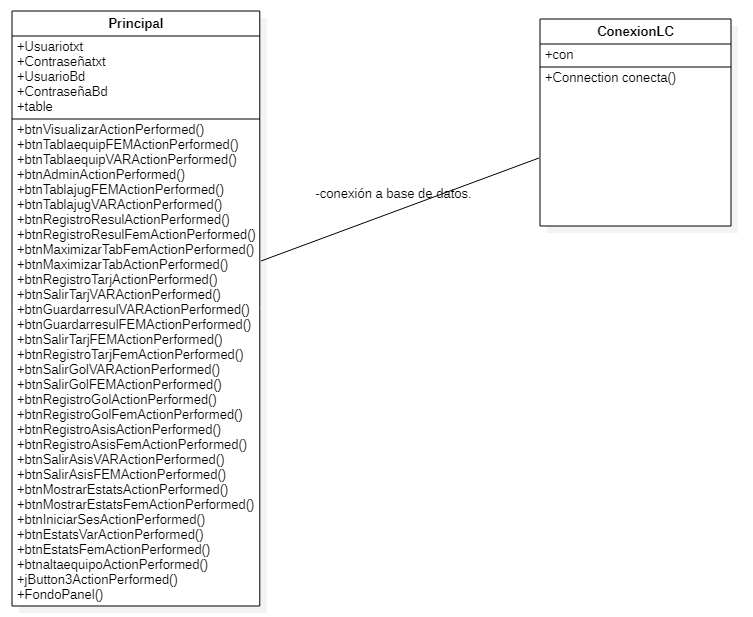 Principal
+Usuariotxt
+Contraseñatxt
+UsuarioBd
+ContraseñaBd
+table
+btnVisualizarActionPerformed()
+btnTablaequipFEMActionPerformed()
+btnTablaequipVARActionPerformed()
+btnAdminActionPerformed()
+btnTablajugFEMActionPerformed()
+btnTablajugVARActionPerformed()
+btnRegistroResulActionPerformed()
+btnRegistroResulFemActionPerformed()
+btnMaximizarTabFemActionPerformed()
+btnMaximizarTabActionPerformed()
+btnRegistroTarjActionPerformed()
+btnSalirTarjVARActionPerformed()
+btnGuardarresulVARActionPerformed()
+btnGuardarresulFEMActionPerformed()
+btnSalirTarjFEMActionPerformed()
+btnRegistroTarjFemActionPerformed()
+btnSalirGolVARActionPerformed()
+btnSalirGolFEMActionPerformed()
+btnRegistroGolActionPerformed()
+btnRegistroGolFemActionPerformed()
+btnRegistroAsisActionPerformed()
+btnRegistroAsisFemActionPerformed()
+btnSalirAsisVARActionPerformed()
+btnSalirAsisFEMActionPerformed()
+btnMostrarEstatsActionPerformed()
+btnMostrarEstatsFemActionPerformed()
+btnIniciarSesActionPerformed()
+btnEstatsVarActionPerformed()
+btnEstatsFemActionPerformed()
+btnaltaequipoActionPerformed()
+jButton3ActionPerformed()
+FondoPanel()
-conexión a base de datos.
ConexionLC
+con
+Connection conecta()